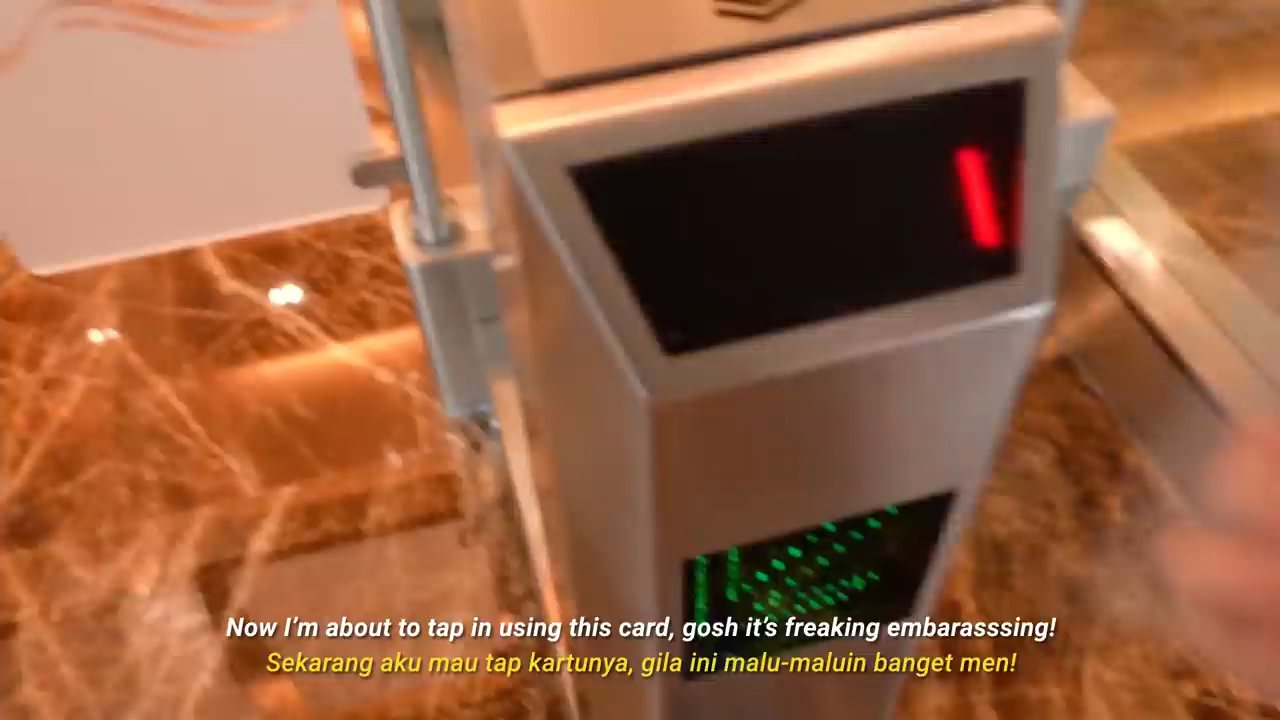 Now I'm about to tap in using this card, gosh it's freaking embarasssing!
Sekarang aku mau tap kartunya, gila ini malu-maluin banget men!